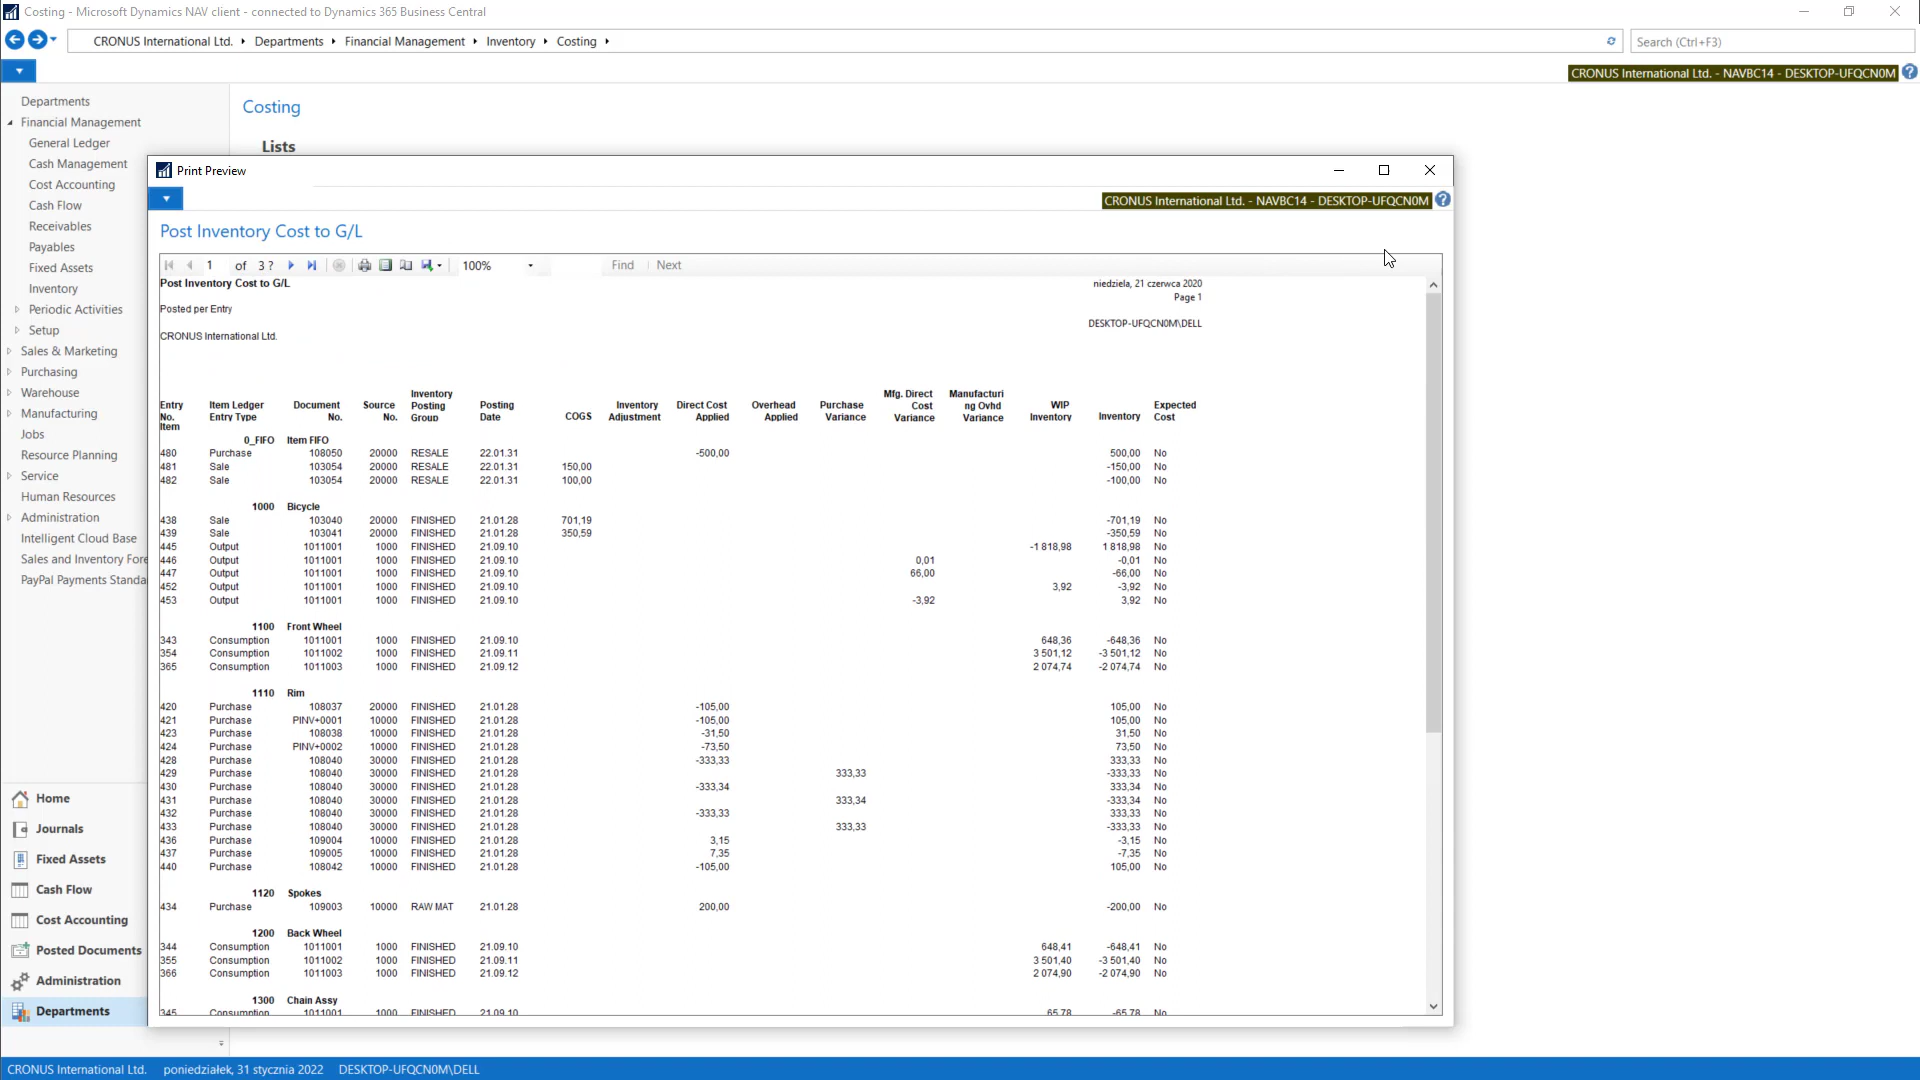 Costing - Microsoft Dynamics NAV client - connected to Dynamics 365 Business Central
CRONUS International Ltd. Departments Financial Management Inventory Costing
Search (Ctrl+F3)
CRONUS International Ltd. - NAVBC14 - DESKTOP-UFQCN0M
Departments
Financial Management
General Ledger
Cash Management
Cost Accounting
Cash Flow
Receivables
Payables
Fixed Assets
Inventory
Periodic Activities
Setup
Sales & Marketing
Purchasing
Warehouse
Manufacturing
Jobs
Resource Planning
Service
Human Resources
Administration
Intelligent Cloud Base
Sales and Inventory Fore
PayPal Payments Standa
Home
Journals
Fixed Assets
Cash Flow
Cost Accounting
Posted Documents
Administration
Departments
Costing
Lists
Print Preview
CRONUS International Ltd. - NAVBC14 - DESKTOP-UFQCN0M
Post Inventory Cost to G/L
1 of 3 ? 100% Find Next
Post Inventory Cost to G/L niedziela, 21 czerwca 2020
Page 1
Posted per Entry
DESKTOP-UFQCN0M\DELL
CRONUS International Ltd.
Entry No. Item Item Ledger Entry Type Document No. Source No. Inventory Posting Group Posting Date COGS Inventory Adjustment Direct Cost Applied Overhead Applied Purchase Variance Mfg. Direct Cost Variance Manufacturi ng Ovhd Variance WIP Inventory Inventory Expected Cost
0_FIFO Item FIFO
480 Purchase 108050 20000 RESALE 22.01.31 -500,00 500,00 No
481 Sale 103054 20000 RESALE 22.01.31 150,00 -150,00 No
482 Sale 103054 20000 RESALE 22.01.31 100,00 -100,00 No
1000 Bicycle
438 Sale 103040 20000 FINISHED 21.01.28 701,19 -701,19 No
439 Sale 103041 20000 FINISHED 21.01.28 350,59 -350,59 No
445 Output 1011001 1000 FINISHED 21.09.10 -1 818,98 1 818,98 No
446 Output 1011001 1000 FINISHED 21.09.10 0,01 -0,01 No
447 Output 1011001 1000 FINISHED 21.09.10 66,00 -66,00 No
452 Output 1011001 1000 FINISHED 21.09.10 3,92 -3,92 No
453 Output 1011001 1000 FINISHED 21.09.10 -3,92 3,92 No
1100 Front Wheel
343 Consumption 1011001 1000 FINISHED 21.09.10 648,36 -648,36 No
354 Consumption 1011002 1000 FINISHED 21.09.11 3 501,12 -3 501,12 No
365 Consumption 1011003 1000 FINISHED 21.09.12 2 074,74 -2 074,74 No
1110 Rim
420 Purchase 108037 20000 FINISHED 21.01.28 -105,00 105,00 No
421 Purchase PINV+0001 10000 FINISHED 21.01.28 -105,00 105,00 No
423 Purchase 108038 10000 FINISHED 21.01.28 -31,50 31,50 No
424 Purchase PINV+0002 10000 FINISHED 21.01.28 -73,50 73,50 No
428 Purchase 108040 30000 FINISHED 21.01.28 -333,33 333,33 No
429 Purchase 108040 30000 FINISHED 21.01.28 333,33 -333,33 No
430 Purchase 108040 30000 FINISHED 21.01.28 -333,34 333,34 No
431 Purchase 108040 30000 FINISHED 21.01.28 333,34 -333,34 No
432 Purchase 108040 30000 FINISHED 21.01.28 -333,33 333,33 No
433 Purchase 108040 30000 FINISHED 21.01.28 333,33 -333,33 No
436 Purchase 109004 10000 FINISHED 21.01.28 3,15 -3,15 No
437 Purchase 109005 10000 FINISHED 21.01.28 7,35 -7,35 No
440 Purchase 108042 10000 FINISHED 21.01.28 -105,00 105,00 No
1120 Spokes
434 Purchase 109003 10000 RAW MAT 21.01.28 200,00 -200,00 No
1200 Back Wheel
344 Consumption 1011001 1000 FINISHED 21.09.10 648,41 -648,41 No
355 Consumption 1011002 1000 FINISHED 21.09.11 3 501,40 -3 501,40 No
366 Consumption 1011003 1000 FINISHED 21.09.12 2 074,90 -2 074,90 No
1300 Chain Assy
345 Consumption 1011001 1000 FINISHED 21.09.10 65,78 -65,78 No
CRONUS International Ltd. poniedziałek, 31 stycznia 2022 DESKTOP-UFQCN0M\DELL